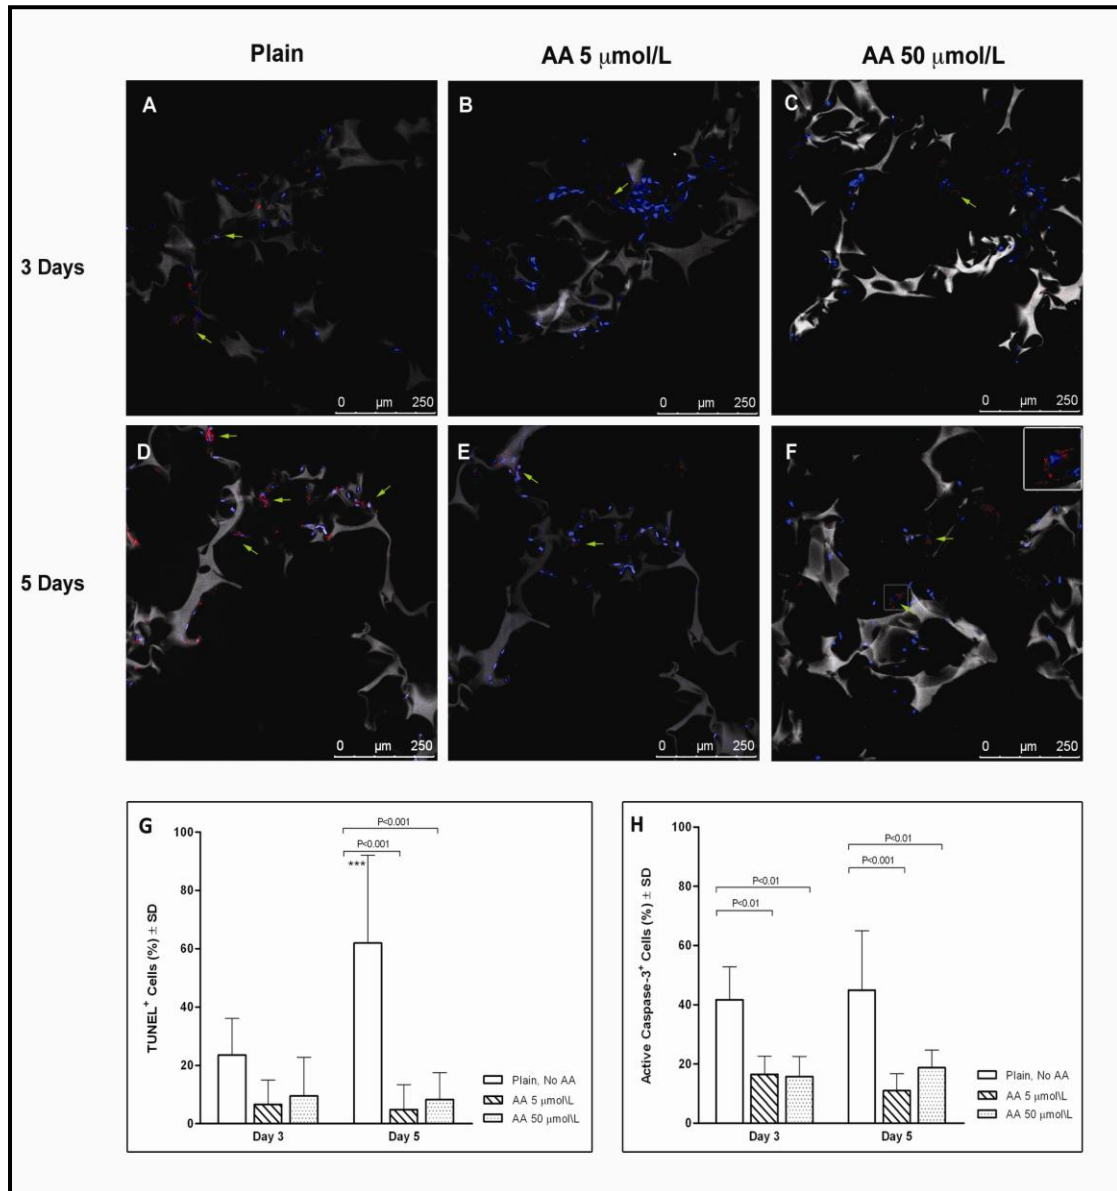 Plain AA 5 μmol/L AA 50 μmol/L
A B C
3 Days
0 µm 250 0 µm 250 0 µm 250
D E F
5 Days
0 µm 250 0 µm 250 0 µm 250
G
TUNEL+ Cells (%) ± SD
100
80
60
40
20
0
P<0.001
P<0.001
***
Day 3 Day 5
Plain, No AA
AA 5 µmol\L
AA 50 µmol\L
H
Active Caspase-3+ Cells (%) ± SD
100
80
60
40
20
0
P<0.01
P<0.01
P<0.01
P<0.001
Day 3 Day 5
Plain, No AA
AA 5 µmol\L
AA 50 µmol\L